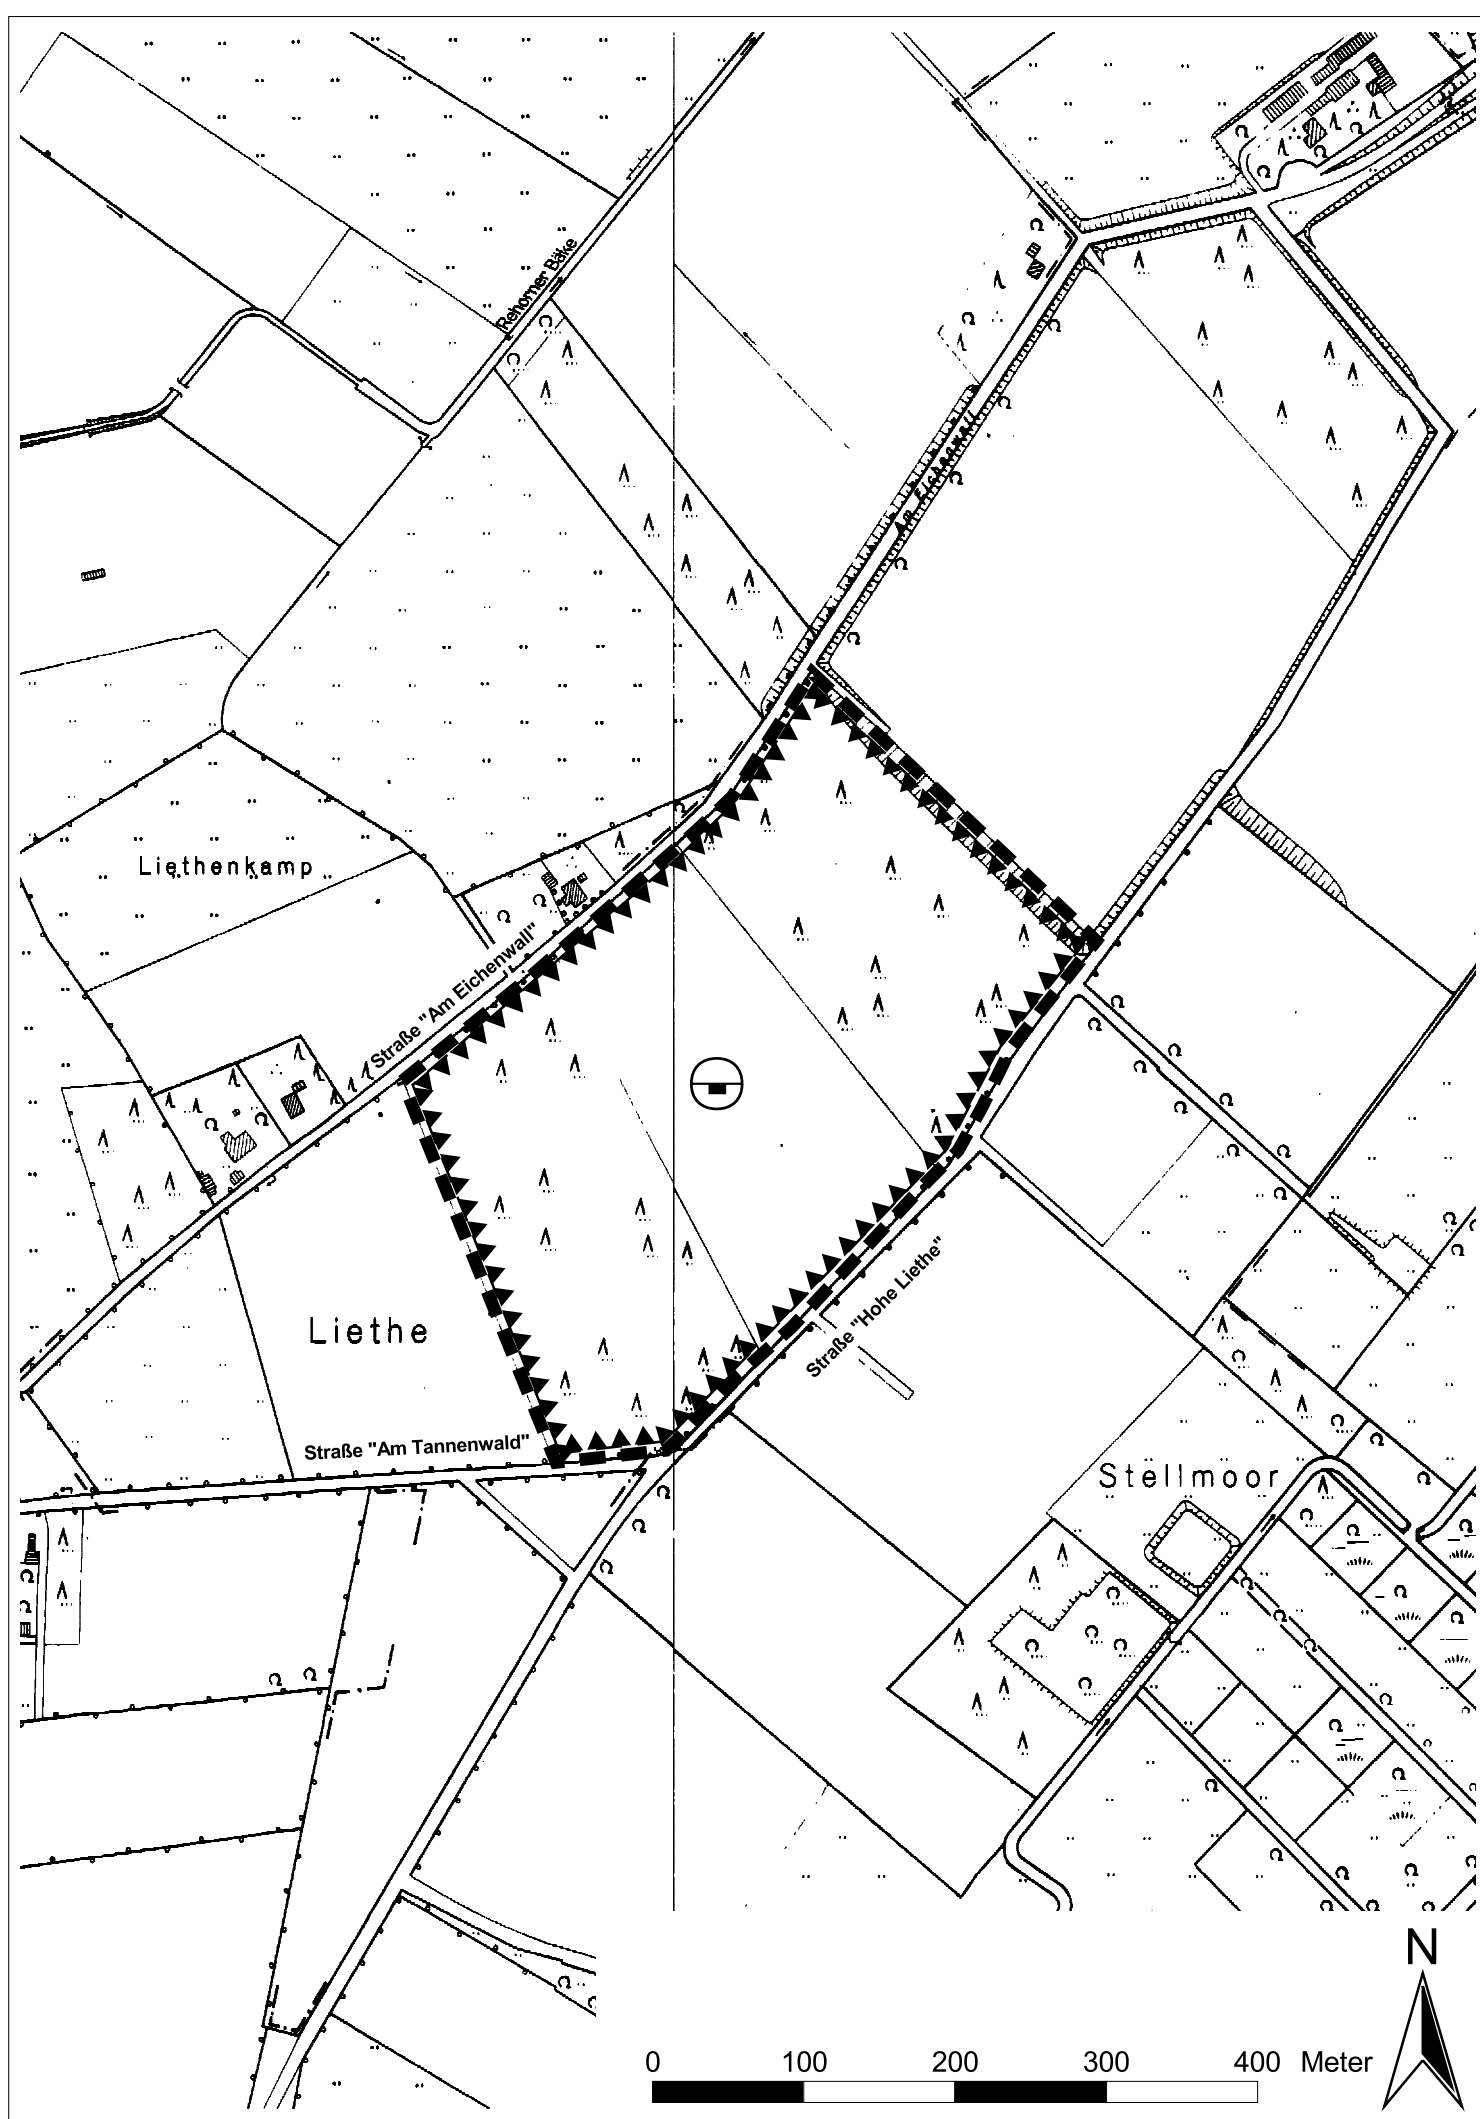 Rehorner Bäke
Am Eichenwall
Liethenkamp
Straße "Am Eichenwall"
Liethe
Straße "Hohe Liethe"
Straße "Am Tannenwald"
Stellmoor
N
0 100 200 300 400 Meter